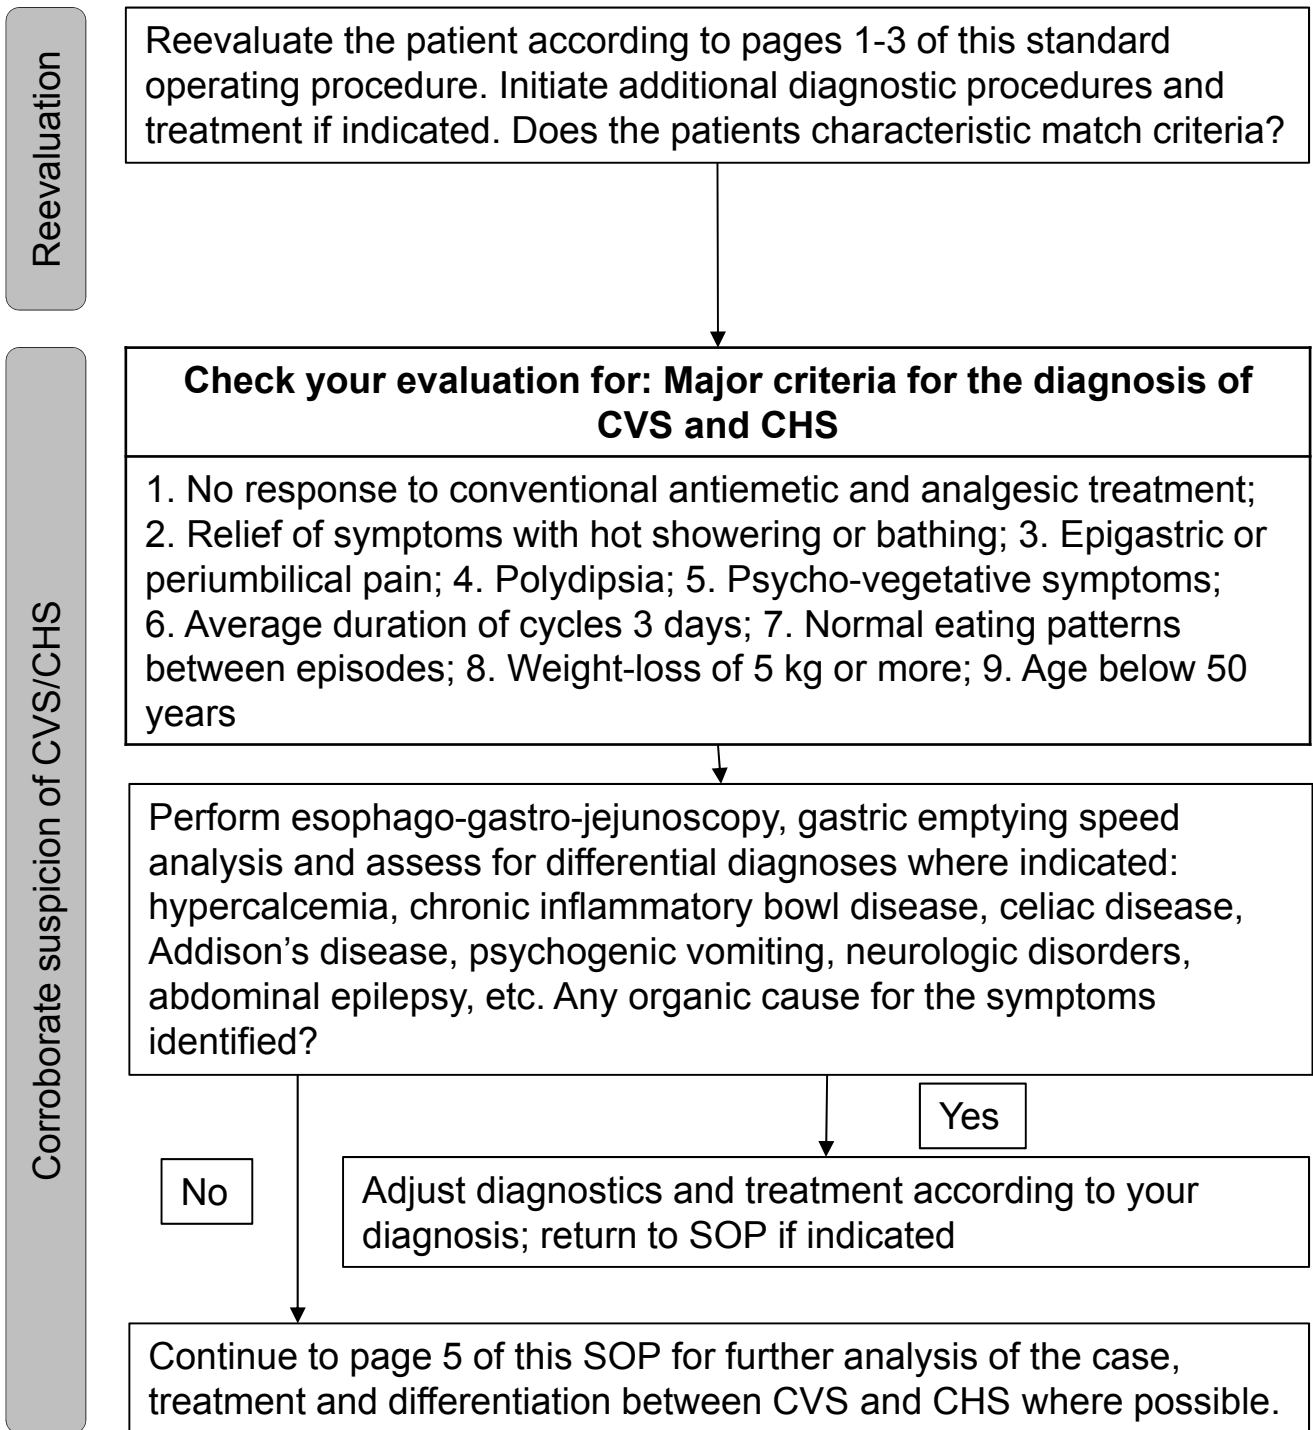 Reevaluation
Reevaluate the patient according to pages 1-3 of this standard
operating procedure. Initiate additional diagnostic procedures and
treatment if indicated. Does the patients characteristic match criteria?
Corroborate suspicion of CVS/CHS
Check your evaluation for: Major criteria for the diagnosis of
CVS and CHS
1. No response to conventional antiemetic and analgesic treatment;
2. Relief of symptoms with hot showering or bathing; 3. Epigastric or
periumbilical pain; 4. Polydipsia; 5. Psycho-vegetative symptoms;
6. Average duration of cycles 3 days; 7. Normal eating patterns
between episodes; 8. Weight-loss of 5 kg or more; 9. Age below 50
years
Perform esophago-gastro-jejunoscopy, gastric emptying speed
analysis and assess for differential diagnoses where indicated:
hypercalcemia, chronic inflammatory bowl disease, celiac disease,
Addison’s disease, psychogenic vomiting, neurologic disorders,
abdominal epilepsy, etc. Any organic cause for the symptoms
identified?
Yes
No
Adjust diagnostics and treatment according to your
diagnosis; return to SOP if indicated
Continue to page 5 of this SOP for further analysis of the case,
treatment and differentiation between CVS and CHS where possible.